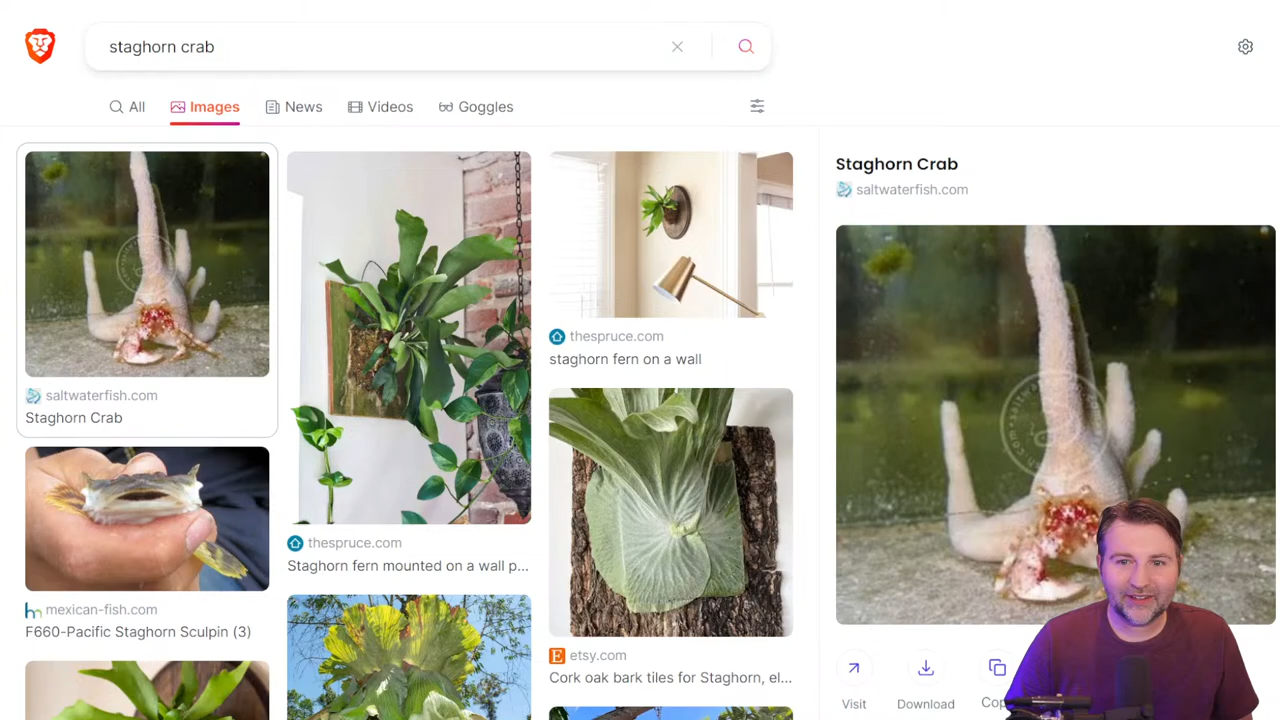 staghorn crab
All
Images
News
Videos
Goggles
saltwaterfish.com
Staghorn Crab
mexican-fish.com
F660-Pacific Staghorn Sculpin (3)
thespruce.com
Staghorn fern mounted on a wall p...
thespruce.com
staghorn fern on a wall
etsy.com
Cork oak bark tiles for Staghorn, el...
Staghorn Crab
saltwaterfish.com
Visit
Download